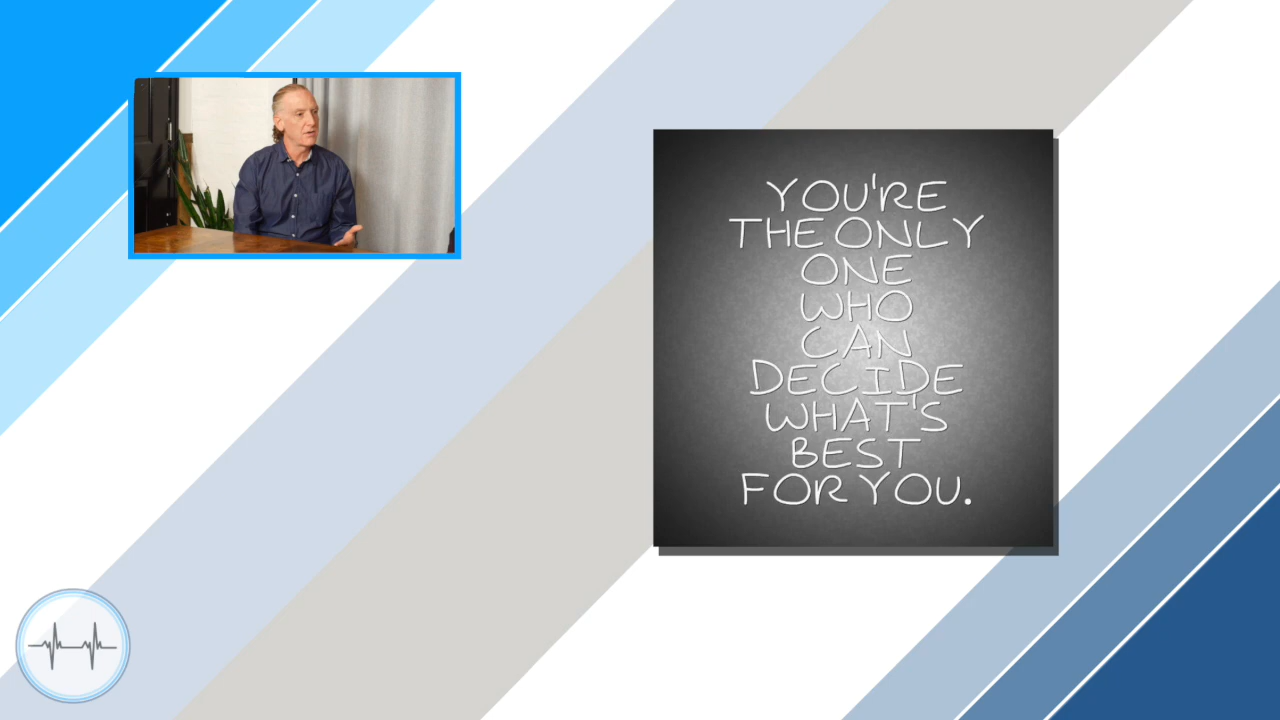 YOU'RE
THE ONLY
ONE
WHO
CAN
DECIDE
WHAT'S
BEST
FOR YOU.